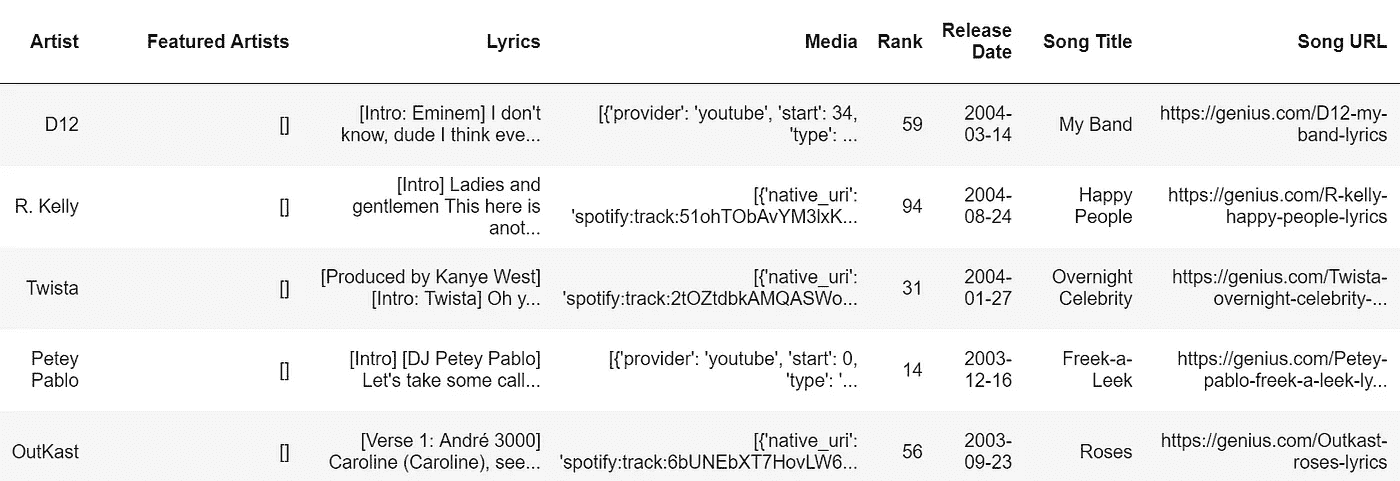 Artist Featured Artists Lyrics Media Rank Release Date Song Title Song URL
D12 [] [Intro: Eminem] I don't know, dude I think eve... [{'provider': 'youtube', 'start': 34, 'type': ... 59 2004-03-14 My Band https://genius.com/D12-my-band-lyrics
R. Kelly [] [Intro] Ladies and gentlemen This here is anot... [{'native_uri': 'spotify:track:51ohTObAvYM3lxK... 94 2004-08-24 Happy People https://genius.com/R-kelly-happy-people-lyrics
Twista [] [Produced by Kanye West] [Intro: Twista] Oh y... [{'native_uri': 'spotify:track:2tOZtdbkAMQASWo... 31 2004-01-27 Overnight Celebrity https://genius.com/Twista-overnight-celebrity-...
Petey Pablo [] [Intro] [DJ Petey Pablo] Let's take some call... [{'provider': 'youtube', 'start': 0, 'type': '... 14 2003-12-16 Freek-a-Leek https://genius.com/Petey-pablo-freek-a-leek-ly...
OutKast [] [Verse 1: André 3000] Caroline (Caroline), see... [{'native_uri': 'spotify:track:6bUNEbXT7HovLW6... 56 2003-09-23 Roses https://genius.com/Outkast-roses-lyrics